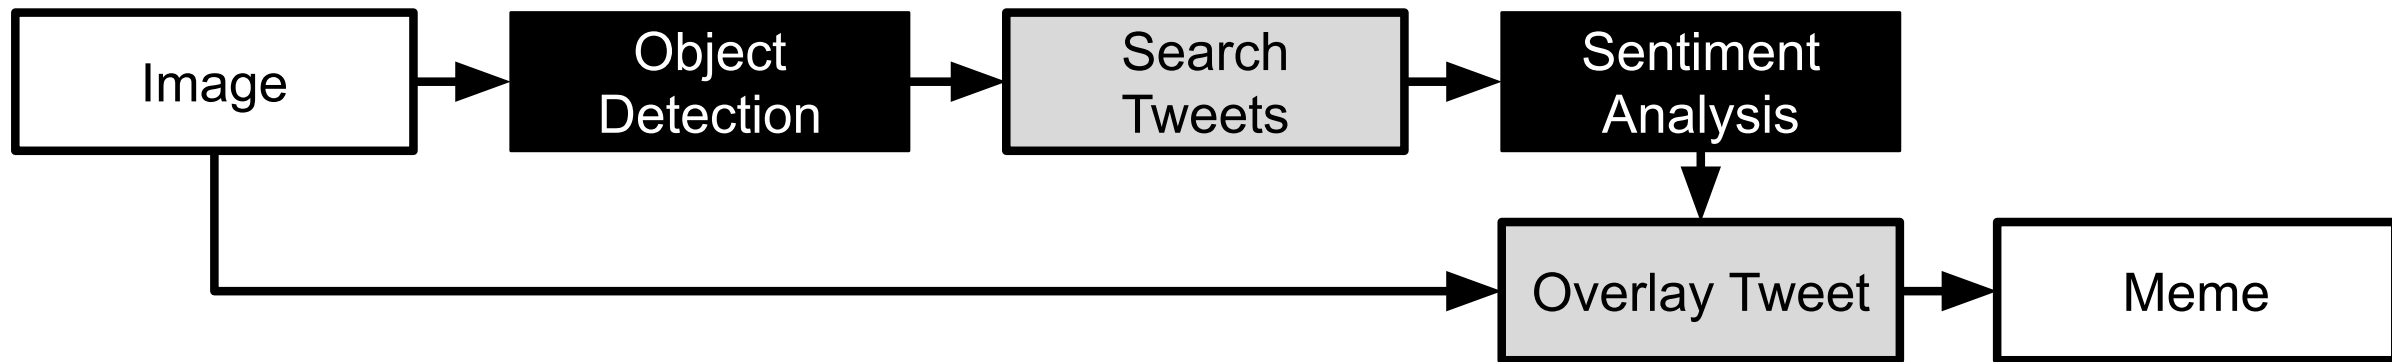 Image
Object
Detection
Search
Tweets
Sentiment
Analysis
Overlay Tweet
Meme